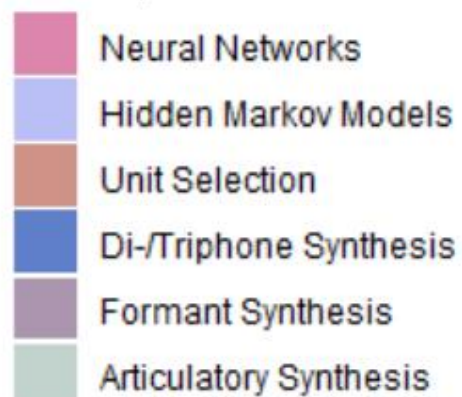 Neural Networks
Hidden Markov Models
Unit Selection
Di-/Triphone Synthesis
Formant Synthesis
Articulatory Synthesis